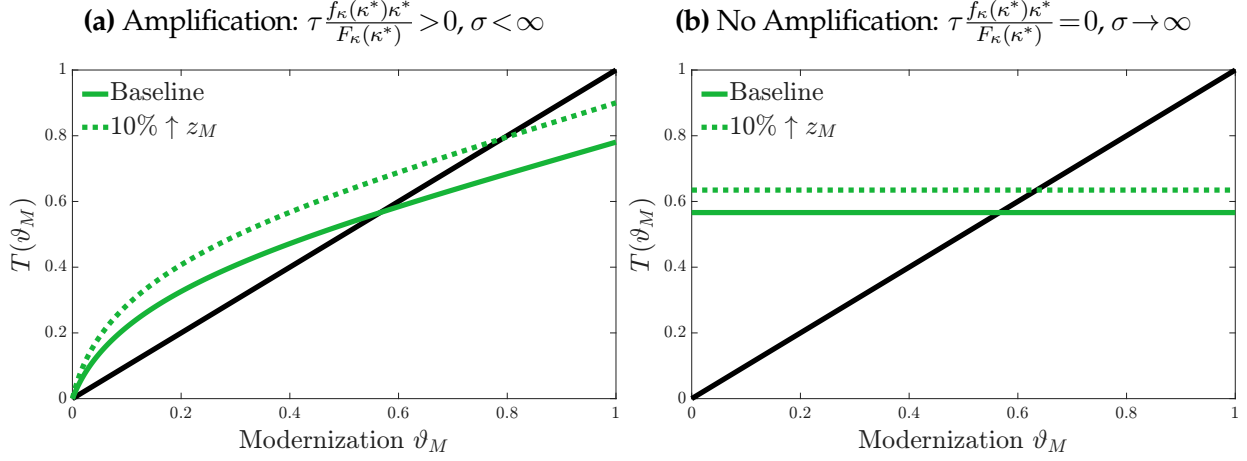 (a) Amplification: τ f_κ(κ*)κ* / F_κ(κ*) > 0, σ < ∞
T(ϑ_M)
1
0.8
0.6
0.4
0.2
0
Baseline
10% ↑ z_M
0 0.2 0.4 0.6 0.8 1
Modernization ϑ_M
(b) No Amplification: τ f_κ(κ*)κ* / F_κ(κ*) = 0, σ → ∞
T(ϑ_M)
1
0.8
0.6
0.4
0.2
0
Baseline
10% ↑ z_M
0 0.2 0.4 0.6 0.8 1
Modernization ϑ_M